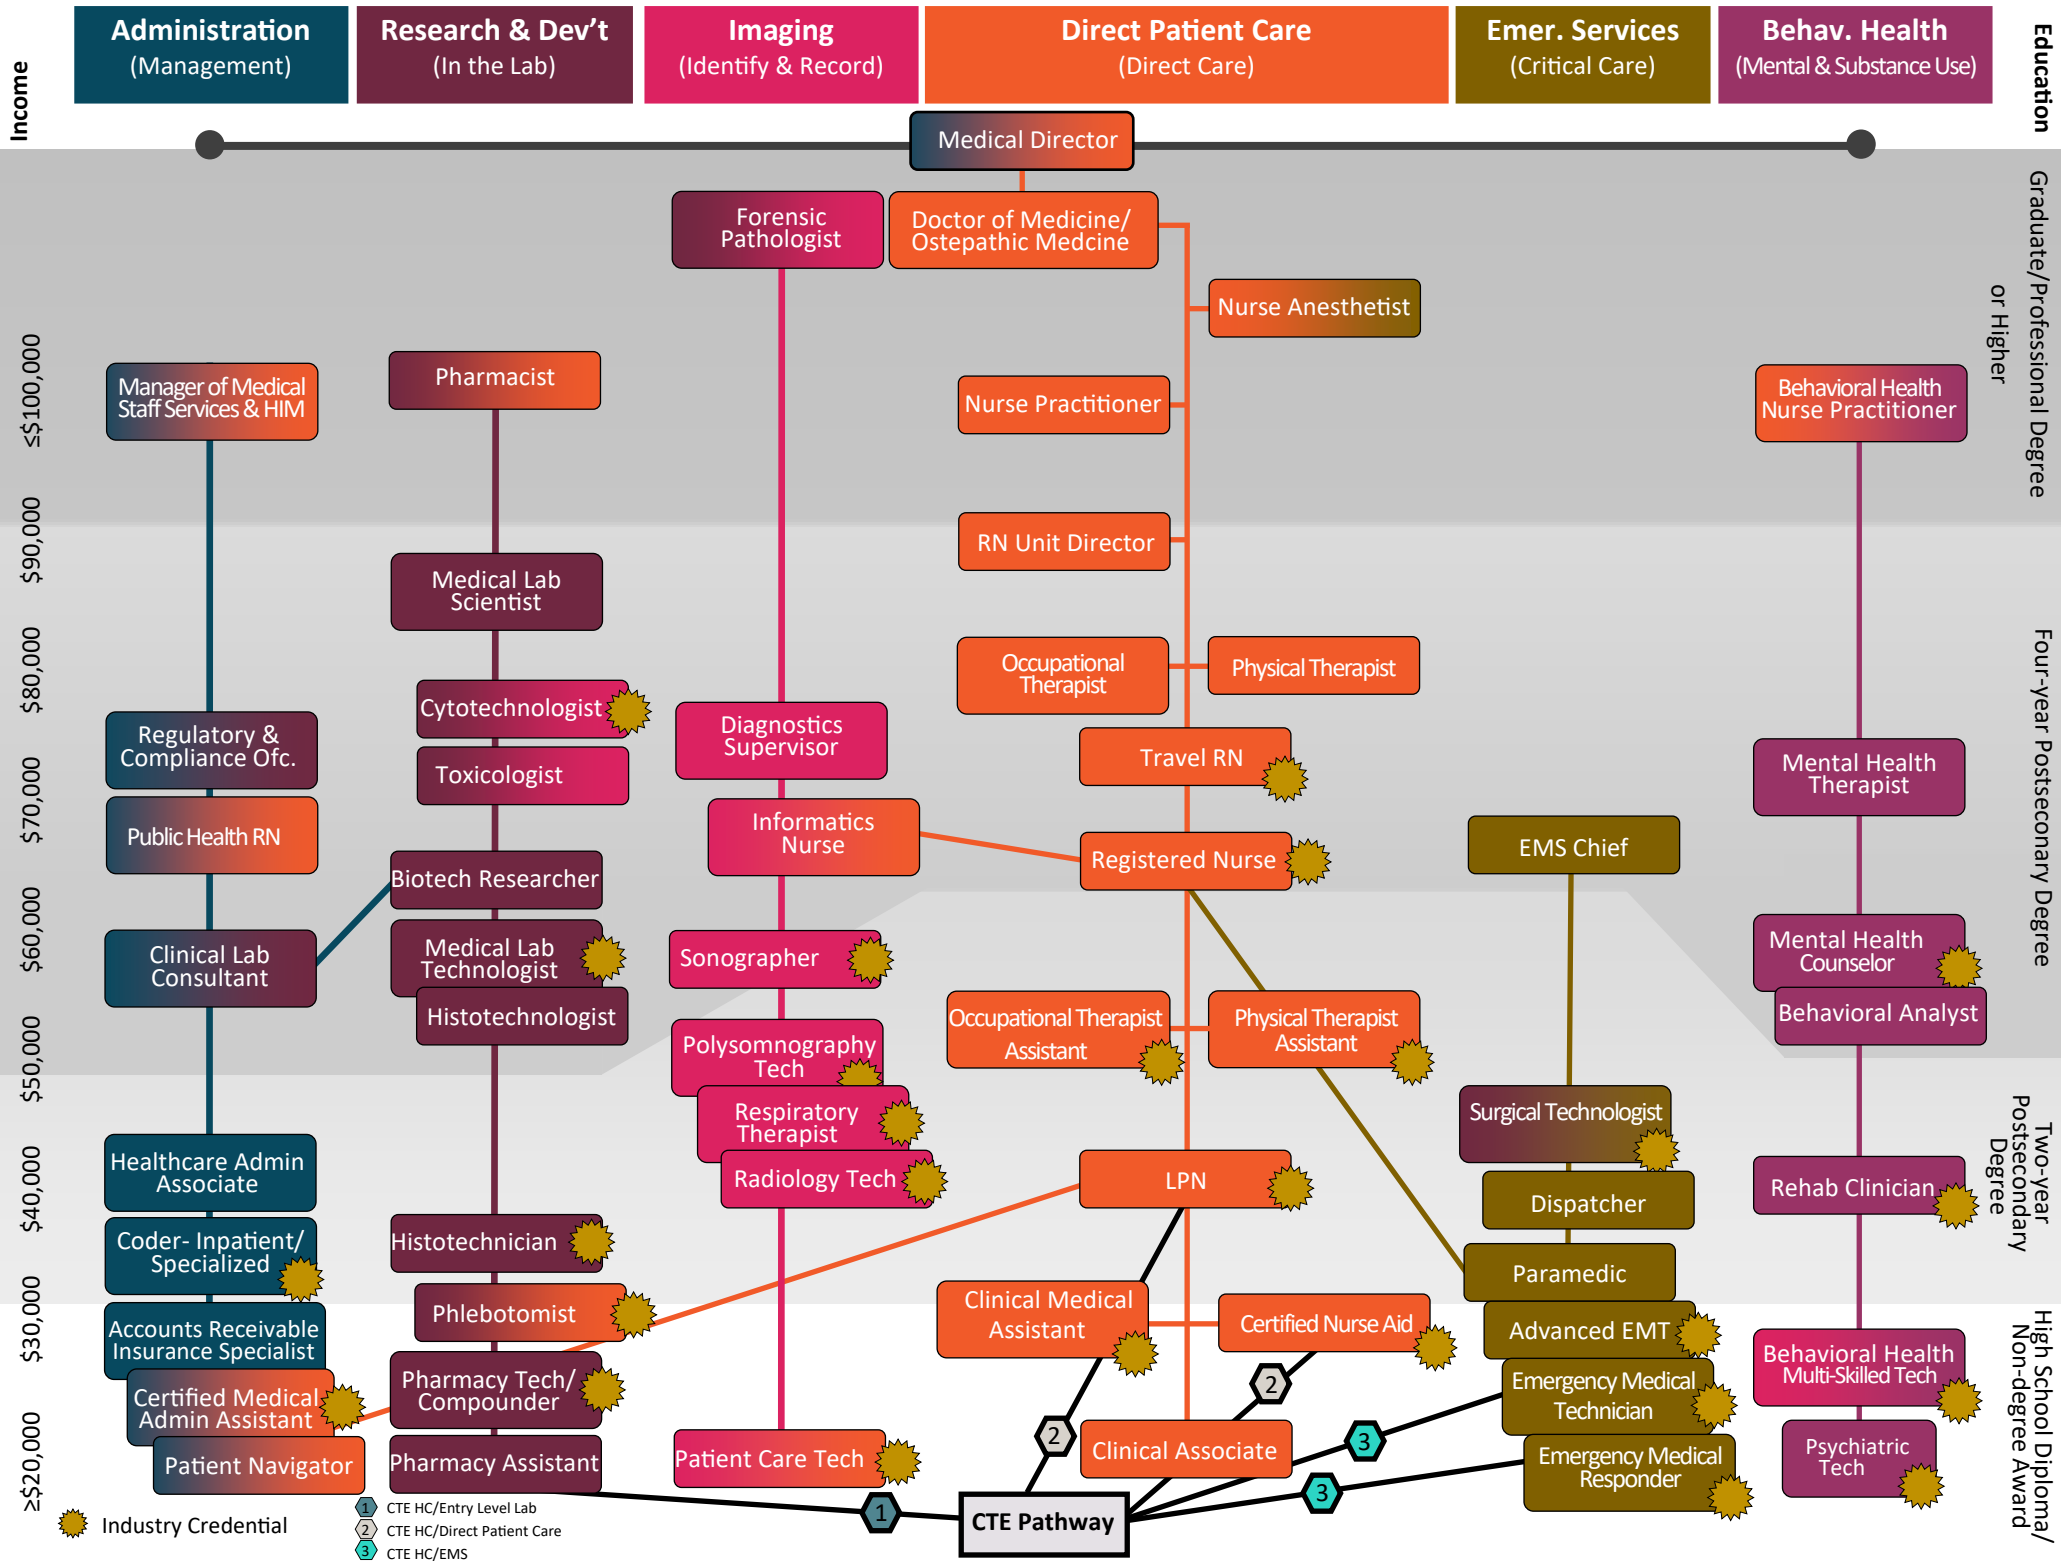 Administration
(Management)
Research & Dev't
(In the Lab)
Imaging
(Identify & Record)
Direct Patient Care
(Direct Care)
Emer. Services
(Critical Care)
Behav. Health
(Mental & Substance Use)
Income
Education
≤$100,000
$90,000
$80,000
$70,000
$60,000
$50,000
$40,000
$30,000
≥$20,000
Graduate/Professional Degree
or Higher
Four-year Postseconary Degree
Two-year
Postsecondary
Degree
High School Diploma/
Non-degree Award
Medical Director
Manager of Medical
Staff Services & HIM
Regulatory &
Compliance Ofc.
Public Health RN
Clinical Lab
Consultant
Healthcare Admin
Associate
Coder- Inpatient/
Specialized
Accounts Receivable
Insurance Specialist
Certified Medical
Admin Assistant
Patient Navigator
Pharmacist
Medical Lab
Scientist
Cytotechnologist
Toxicologist
Biotech Researcher
Medical Lab
Technologist
Histotechnologist
Histotechnician
Phlebotomist
Pharmacy Tech/
Compounder
Pharmacy Assistant
Forensic
Pathologist
Diagnostics
Supervisor
Informatics
Nurse
Sonographer
Polysomnography
Tech
Respiratory
Therapist
Radiology Tech
Patient Care Tech
Doctor of Medicine/
Ostepathic Medcine
Nurse Anesthetist
Nurse Practitioner
RN Unit Director
Occupational
Therapist
Physical Therapist
Travel RN
Registered Nurse
Occupational Therapist
Assistant
Physical Therapist
Assistant
LPN
Clinical Medical
Assistant
Certified Nurse Aid
Clinical Associate
EMS Chief
Surgical Technologist
Dispatcher
Paramedic
Advanced EMT
Emergency Medical
Technician
Emergency Medical
Responder
Behavioral Health
Nurse Practitioner
Mental Health
Therapist
Mental Health
Counselor
Behavioral Analyst
Rehab Clinician
Behavioral Health
Multi-Skilled Tech
Psychiatric
Tech
2
2
3
3
1
CTE Pathway
Industry Credential
1 CTE HC/Entry Level Lab
2 CTE HC/Direct Patient Care
3 CTE HC/EMS